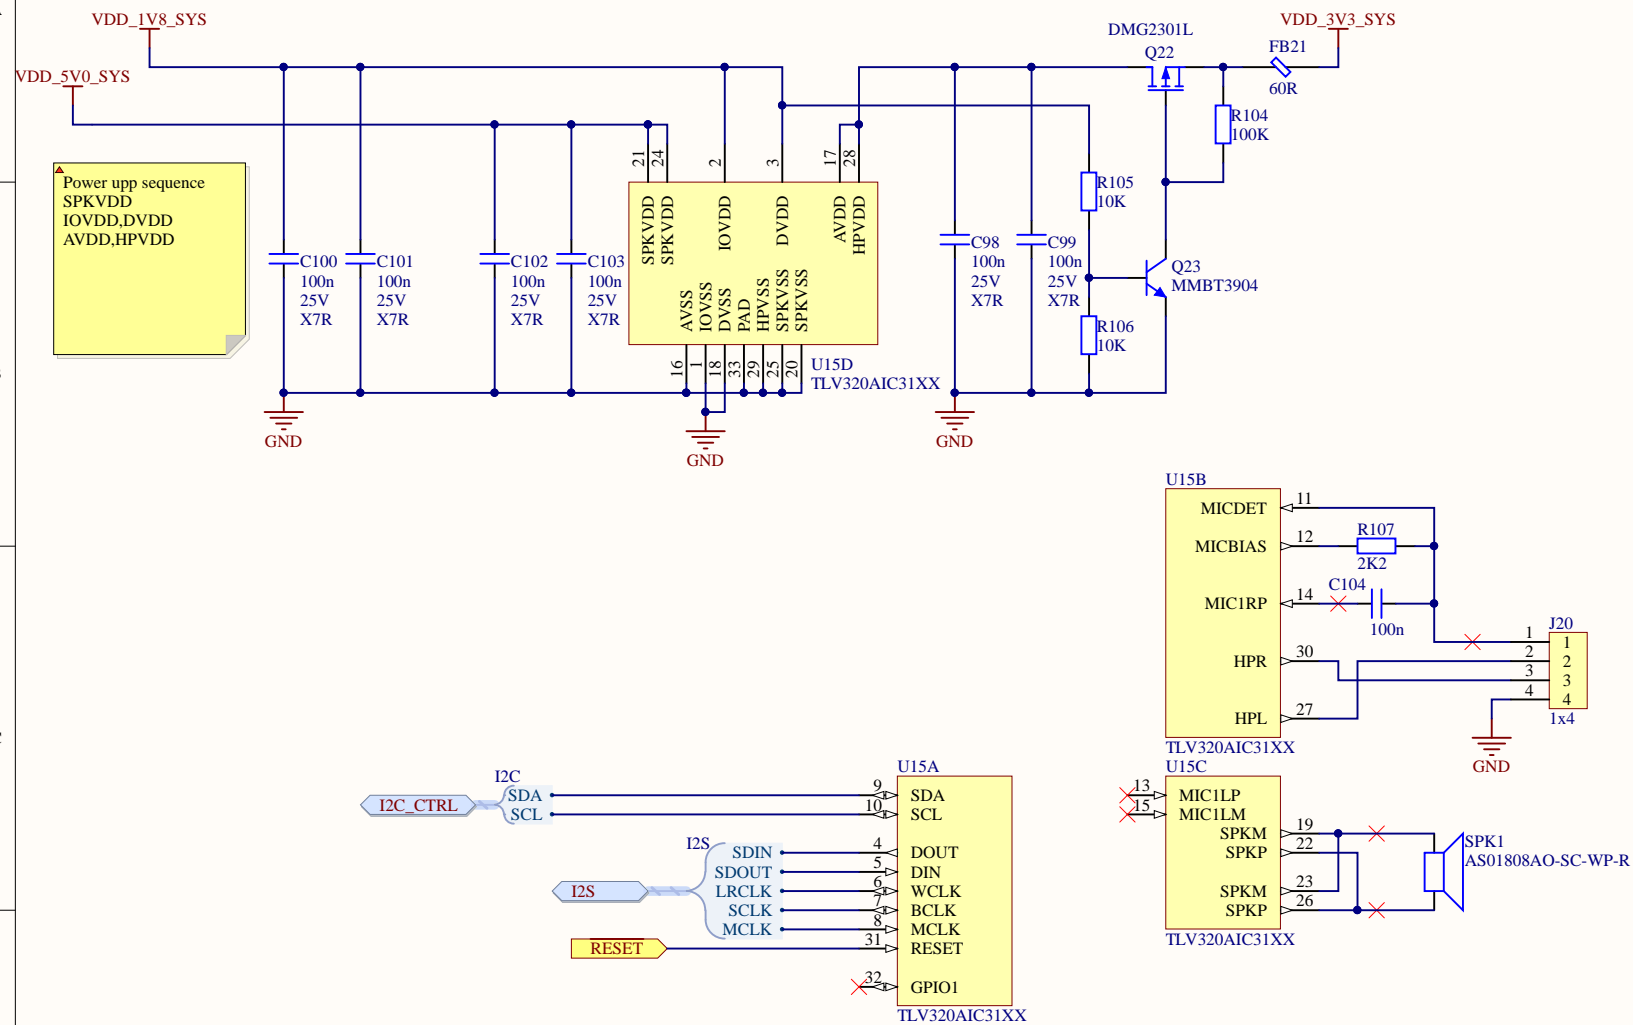 VDD_1V8_SYS
VDD_5V0_SYS
DMG2301L
Q22
VDD_3V3_SYS
FB21
60R
R104
100K
Power upp sequence
SPKVDD
IOVDD,DVDD
AVDD,HPVDD
21
24
2
3
17
28
SPKVDD
SPKVDD
IOVDD
DVDD
AVDD
HPVDD
AVSS
IOVSS
DVSS
PAD
HPVSS
SPKVSS
SPKVSS
16
1
18
33
29
25
20
U15D
TLV320AIC31XX
C100
100n
25V
X7R
C101
100n
25V
X7R
C102
100n
25V
X7R
C103
100n
25V
X7R
C98
100n
25V
X7R
C99
100n
25V
X7R
R105
10K
Q23
MMBT3904
R106
10K
GND
GND
GND
U15B
MICDET
11
MICBIAS
12
R107
2K2
MIC1RP
14
C104
100n
HPR
30
HPL
27
TLV320AIC31XX
J20
1
1
2
2
3
3
4
4
1x4
GND
U15C
13
MIC1LP
15
MIC1LM
SPKM
19
SPKP
22
SPKM
23
SPKP
26
TLV320AIC31XX
SPK1
AS01808AO-SC-WP-R
I2C_CTRL
I2C
SDA
SCL
I2S
I2S
SDIN
SDOUT
LRCLK
SCLK
MCLK
RESET
U15A
9
SDA
10
SCL
4
DOUT
5
DIN
6
WCLK
7
BCLK
8
MCLK
31
RESET
32
GPIO1
TLV320AIC31XX